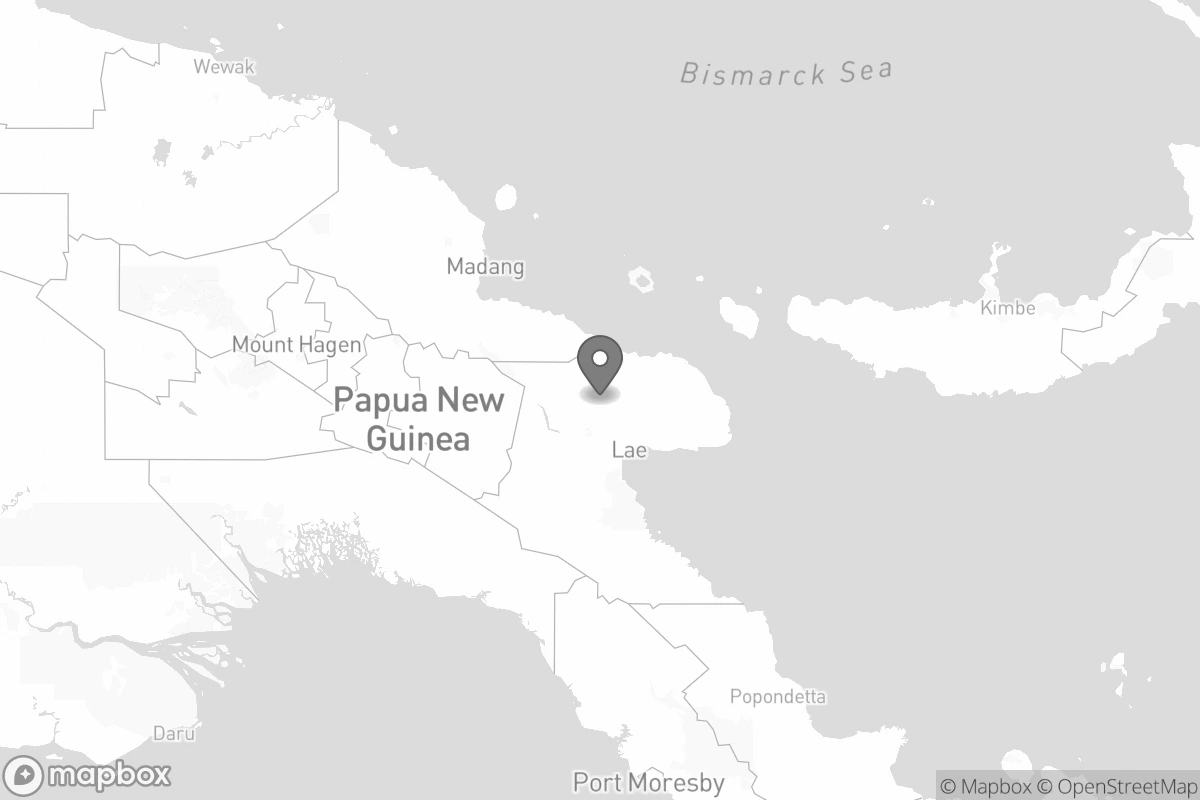 Wewak
Bismarck Sea
Madang
Kimbe
Mount Hagen
Papua New
Guinea
Lae
Popondetta
Daru
mapbox
Port Moresby
© Mapbox © OpenStreetMap